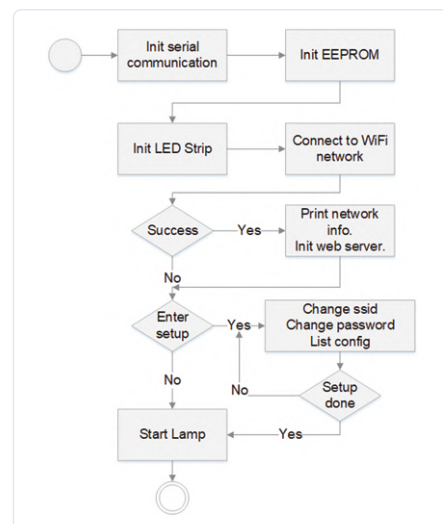 Init serial
communication
Init EEPROM
Init LED Strip
Connect to WiFi
network
Success
Yes
Print network
info.
Init web server.
No
Enter
setup
Yes
Change ssid
Change password
List config
No
No
Setup
done
Start Lamp
Yes